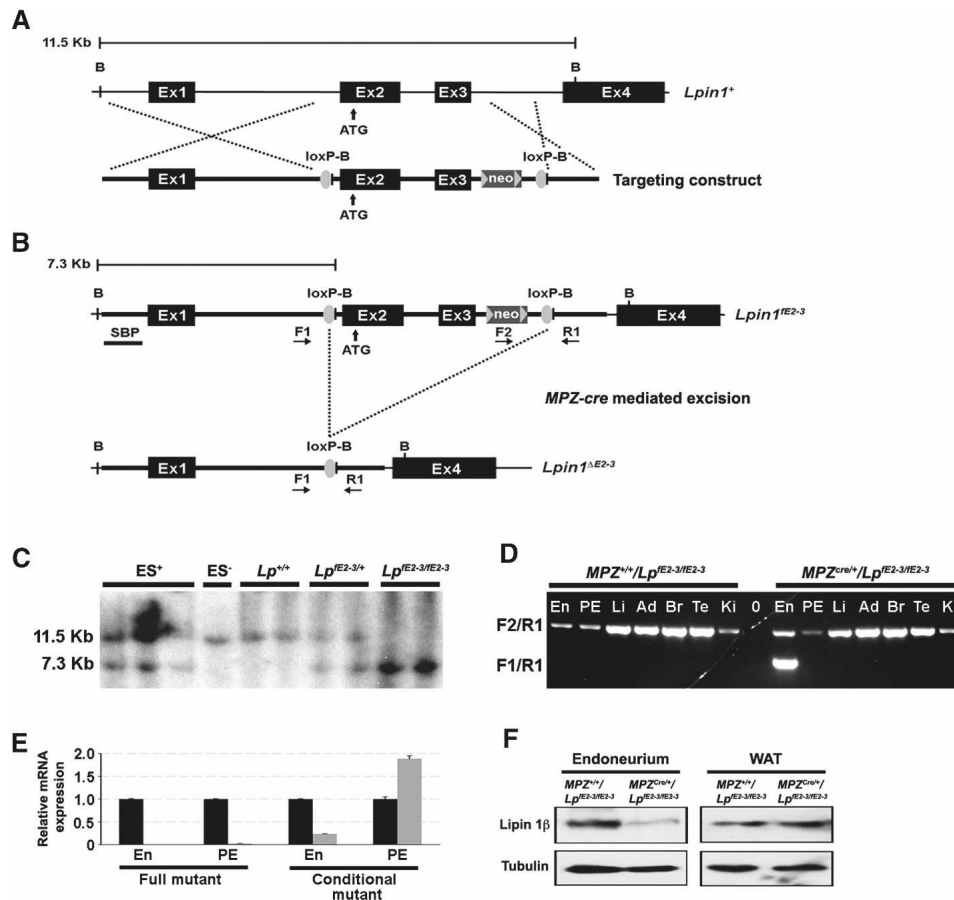 A
11.5 Kb
B B
Ex1 Ex2 Ex3 Ex4 Lpin1⁺
ATG
loxP-B loxP-B
Ex1 Ex2 Ex3 neo Targeting construct
ATG
B
7.3 Kb
B loxP-B loxP-B B
Ex1 Ex2 Ex3 neo Ex4 Lpin1ᶠᴱ²⁻³
SBP F1 ATG F2 R1
MPZ-cre mediated excision
B loxP-B B
Ex1 Ex4 Lpin1ᐃᴱ²⁻³
F1 R1
C
ES⁺ ES⁻ Lp⁺/⁺ Lpᶠᴱ²⁻³/⁺ Lpᶠᴱ²⁻³/ᶠᴱ²⁻³
11.5 Kb
7.3 Kb
D
MPZ⁺/⁺/Lpᶠᴱ²⁻³/ᶠᴱ²⁻³ MPZᶜʳᵉ/⁺/Lpᶠᴱ²⁻³/ᶠᴱ²⁻³
En PE Li Ad Br Te Ki 0 En PE Li Ad Br Te K
F2/R1
F1/R1
E
Relative mRNA
expression
2.0
1.5
1.0
0.5
0
En PE En PE
Full mutant Conditional
mutant
F
Endoneurium WAT
MPZ⁺/⁺/ MPZᶜʳᵉ/⁺/ MPZ⁺/⁺/ MPZᶜʳᵉ/⁺/
Lpᶠᴱ²⁻³/ᶠᴱ²⁻³ Lpᶠᴱ²⁻³/ᶠᴱ²⁻³ Lpᶠᴱ²⁻³/ᶠᴱ²⁻³ Lpᶠᴱ²⁻³/ᶠᴱ²⁻³
Lipin 1β
Tubulin